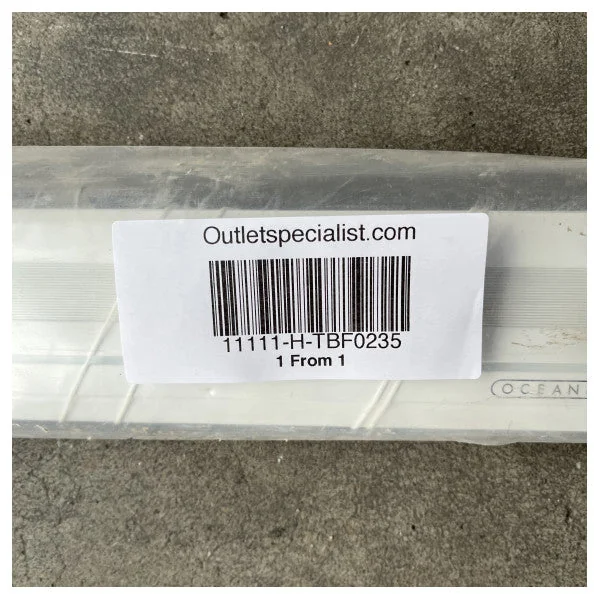 Outletspecialist.com
11111-H-TBF0235
1 From 1
OCEAN